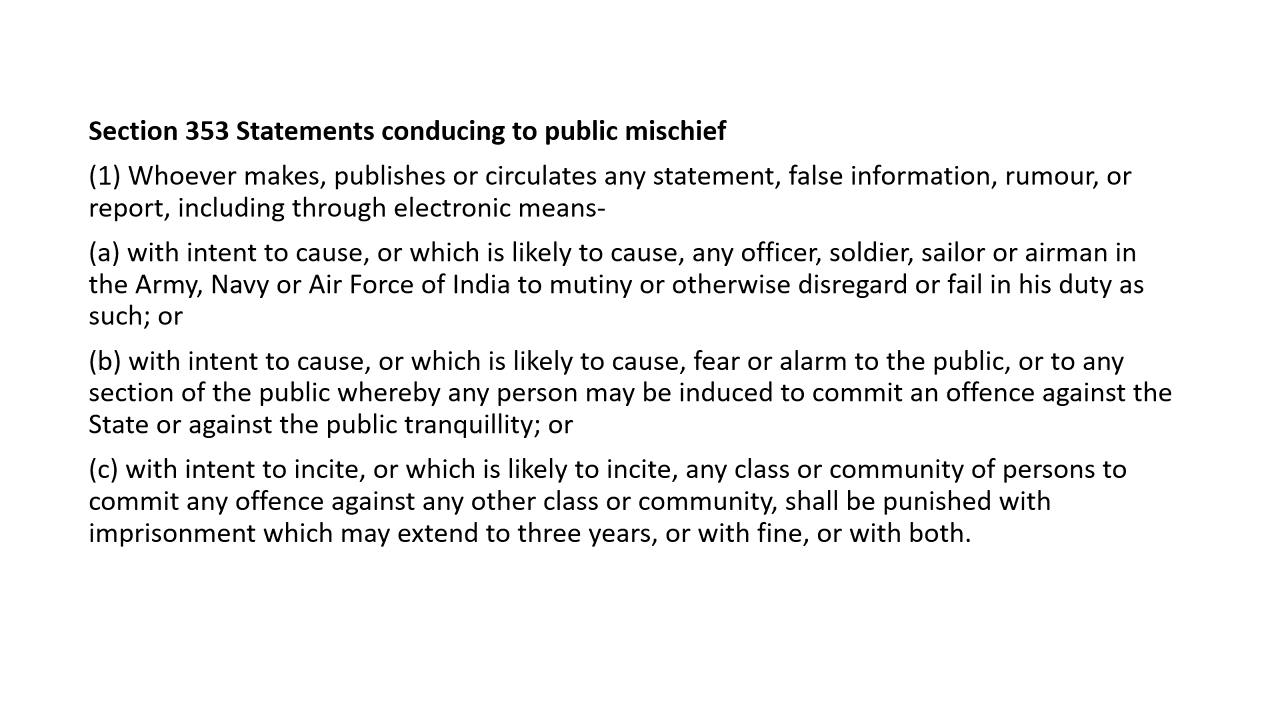 Section 353 Statements conducing to public mischief
(1) Whoever makes, publishes or circulates any statement, false information, rumour, or
report, including through electronic means-
(a) with intent to cause, or which is likely to cause, any officer, soldier, sailor or airman in
the Army, Navy or Air Force of India to mutiny or otherwise disregard or fail in his duty as
such; or
(b) with intent to cause, or which is likely to cause, fear or alarm to the public, or to any
section of the public whereby any person may be induced to commit an offence against the
State or against the public tranquillity; or
(c) with intent to incite, or which is likely to incite, any class or community of persons to
commit any offence against any other class or community, shall be punished with
imprisonment which may extend to three years, or with fine, or with both.